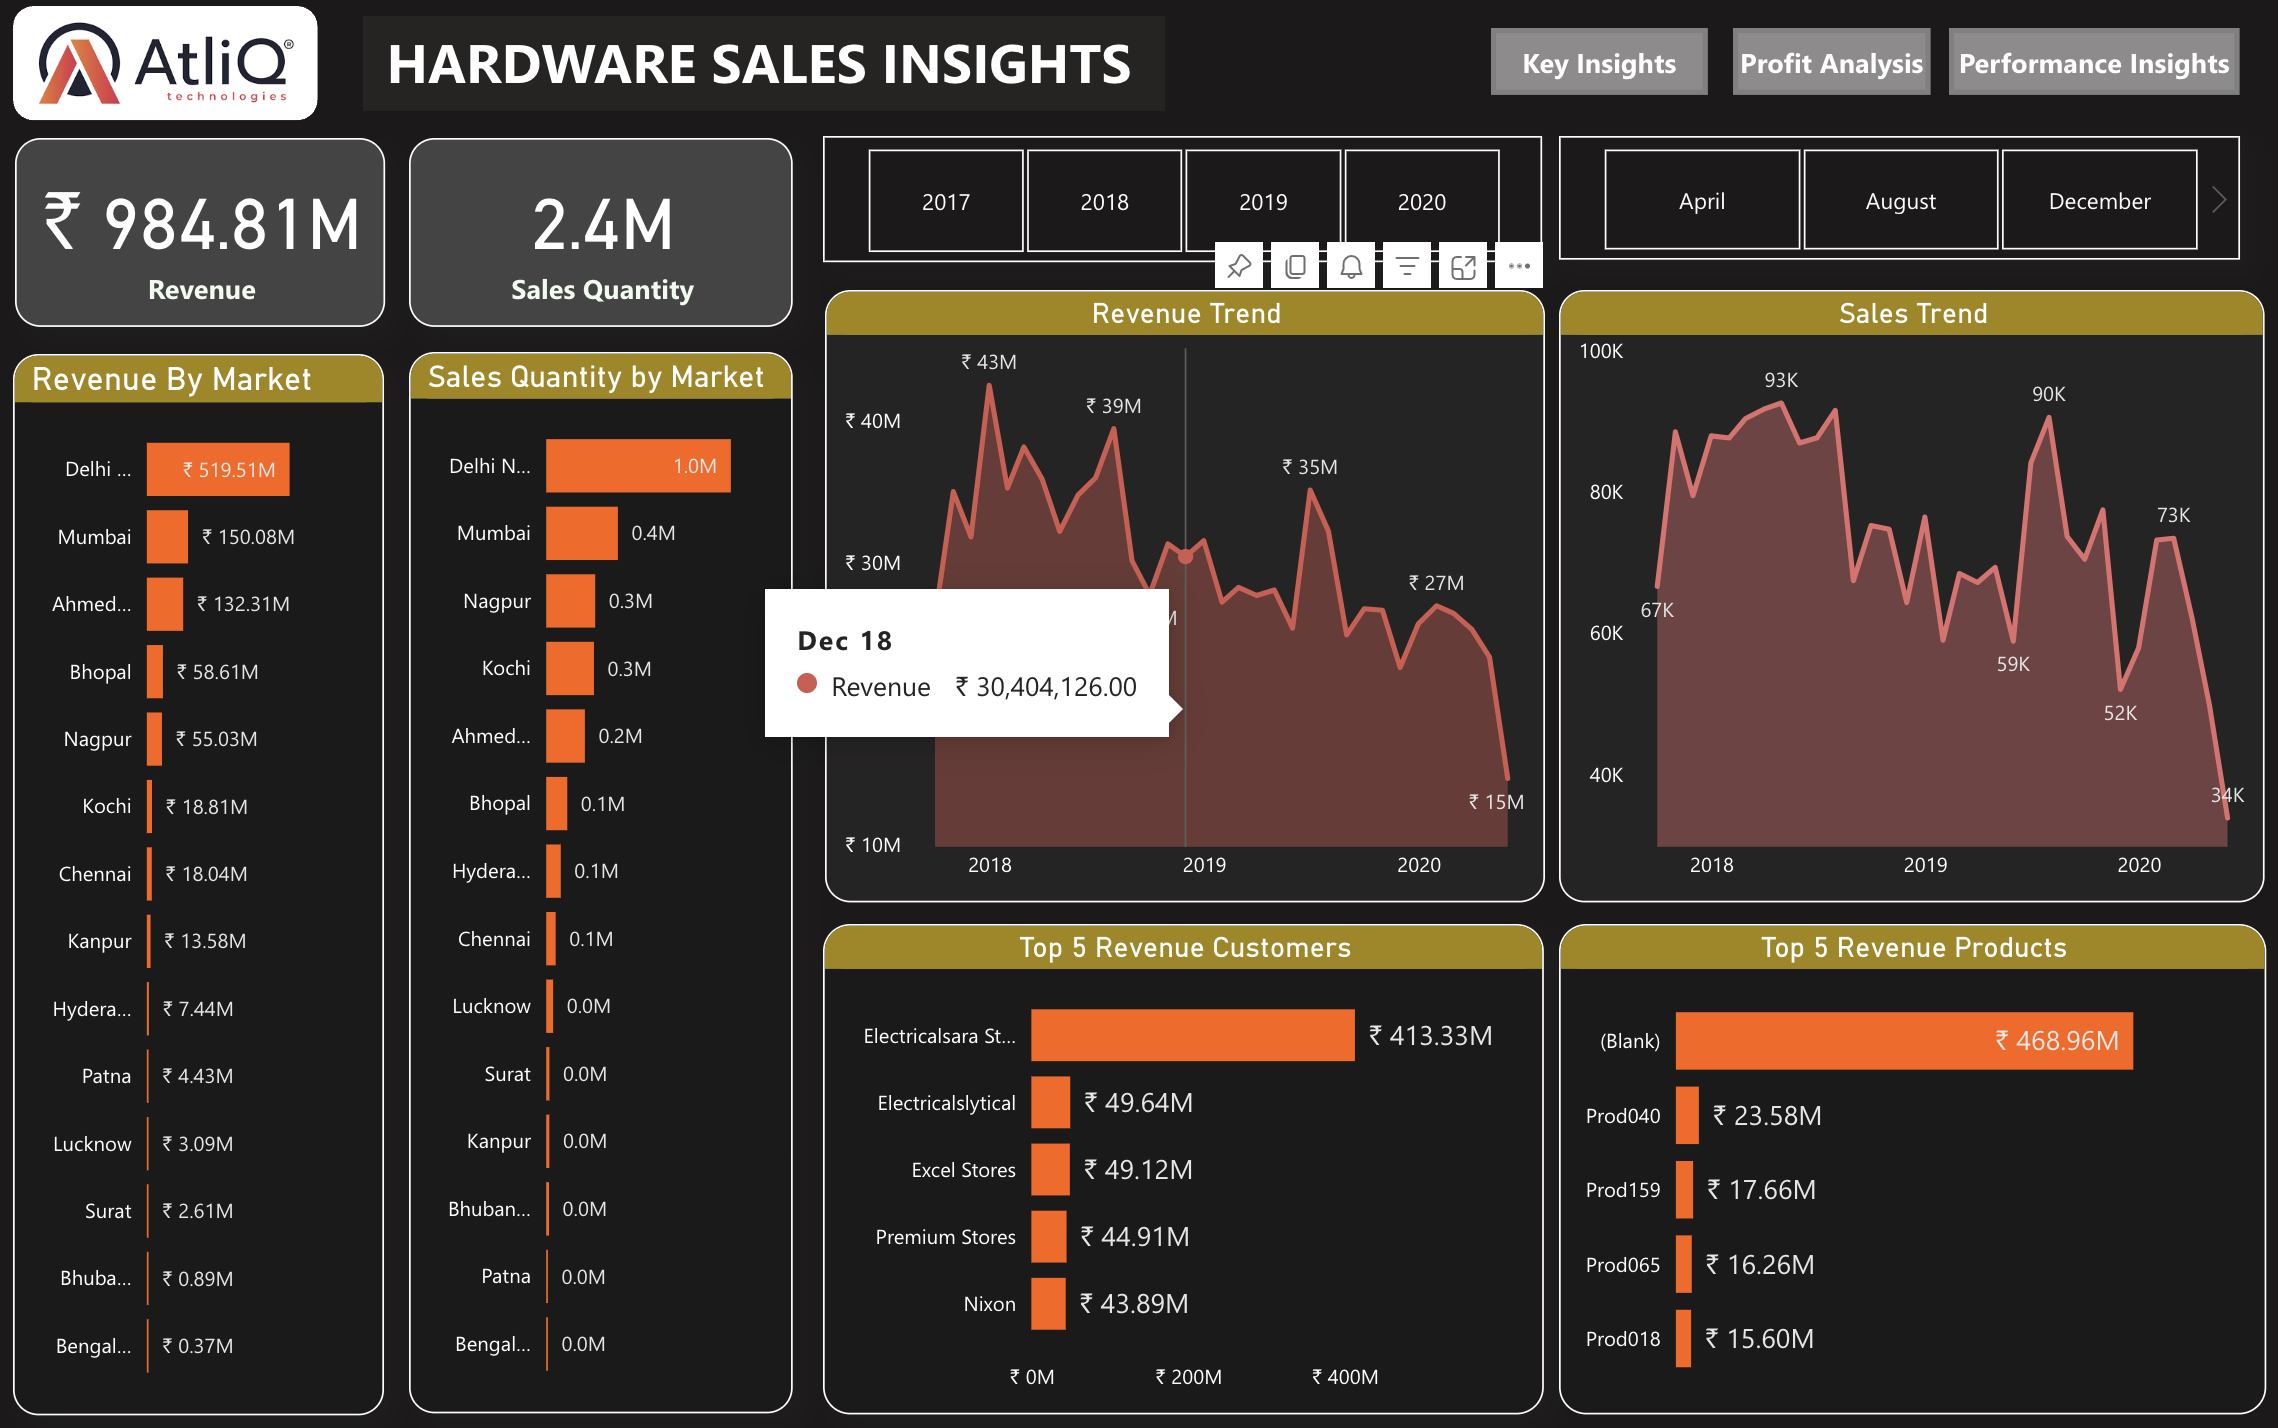 AtliQ®
technologies
HARDWARE SALES INSIGHTS
Key Insights
Profit Analysis
Performance Insights
₹ 984.81M
Revenue
2.4M
Sales Quantity
2017
2018
2019
2020
April
August
December
Revenue By Market
Delhi ... ₹ 519.51M
Mumbai ₹ 150.08M
Ahmed... ₹ 132.31M
Bhopal ₹ 58.61M
Nagpur ₹ 55.03M
Kochi ₹ 18.81M
Chennai ₹ 18.04M
Kanpur ₹ 13.58M
Hydera... ₹ 7.44M
Patna ₹ 4.43M
Lucknow ₹ 3.09M
Surat ₹ 2.61M
Bhuba... ₹ 0.89M
Bengal... ₹ 0.37M
Sales Quantity by Market
Delhi N... 1.0M
Mumbai 0.4M
Nagpur 0.3M
Kochi 0.3M
Ahmed... 0.2M
Bhopal 0.1M
Hydera... 0.1M
Chennai 0.1M
Lucknow 0.0M
Surat 0.0M
Kanpur 0.0M
Bhuban... 0.0M
Patna 0.0M
Bengal... 0.0M
Revenue Trend
₹ 43M
₹ 39M
₹ 40M
₹ 35M
₹ 30M
₹ 27M
Dec 18
Revenue ₹ 30,404,126.00
₹ 15M
₹ 10M
2018 2019 2020
Sales Trend
100K
93K
90K
80K
73K
67K
60K
59K
52K
40K
34K
2018 2019 2020
Top 5 Revenue Customers
Electricalsara St... ₹ 413.33M
Electricalslytical ₹ 49.64M
Excel Stores ₹ 49.12M
Premium Stores ₹ 44.91M
Nixon ₹ 43.89M
₹ 0M ₹ 200M ₹ 400M
Top 5 Revenue Products
(Blank) ₹ 468.96M
Prod040 ₹ 23.58M
Prod159 ₹ 17.66M
Prod065 ₹ 16.26M
Prod018 ₹ 15.60M